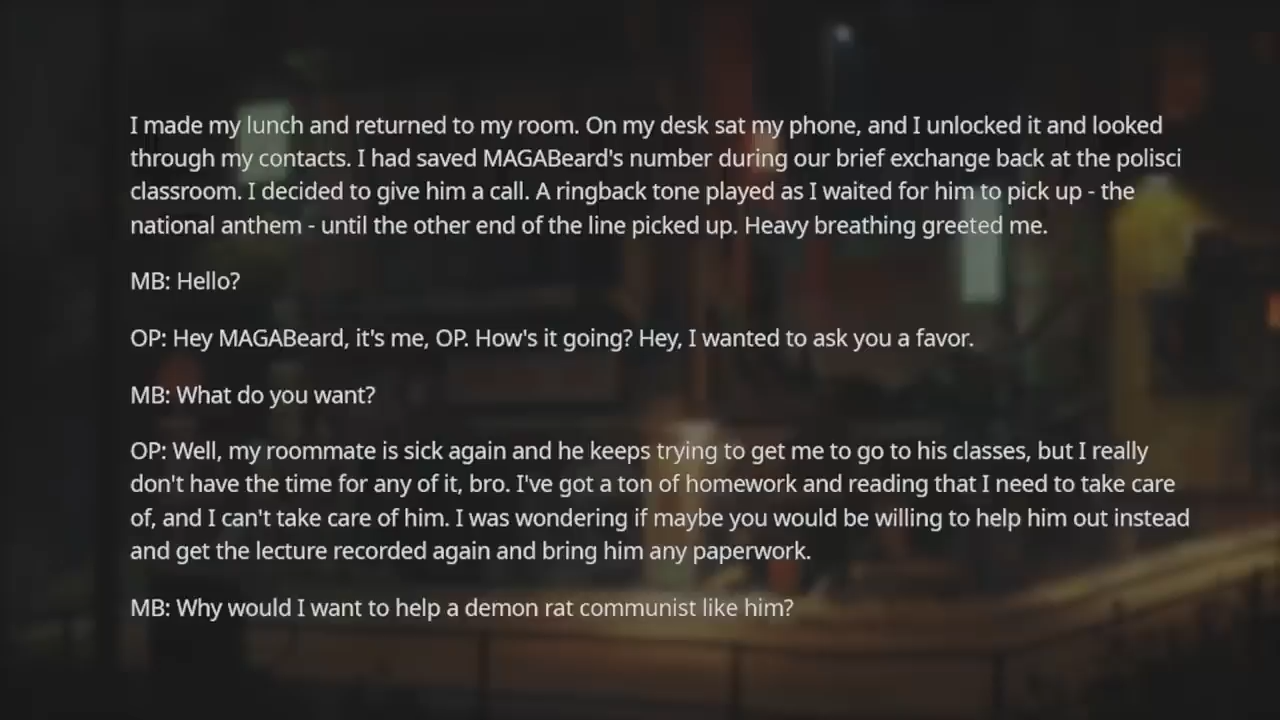 I made my lunch and returned to my room. On my desk sat my phone, and I unlocked it and looked
through my contacts. I had saved MAGABeard's number during our brief exchange back at the polisci
classroom. I decided to give him a call. A ringback tone played as I waited for him to pick up - the
national anthem - until the other end of the line picked up. Heavy breathing greeted me.
MB: Hello?
OP: Hey MAGABeard, it's me, OP. How's it going? Hey, I wanted to ask you a favor.
MB: What do you want?
OP: Well, my roommate is sick again and he keeps trying to get me to go to his classes, but I really
don't have the time for any of it, bro. I've got a ton of homework and reading that I need to take care
of, and I can't take care of him. I was wondering if maybe you would be willing to help him out instead
and get the lecture recorded again and bring him any paperwork.
MB: Why would I want to help a demon rat communist like him?